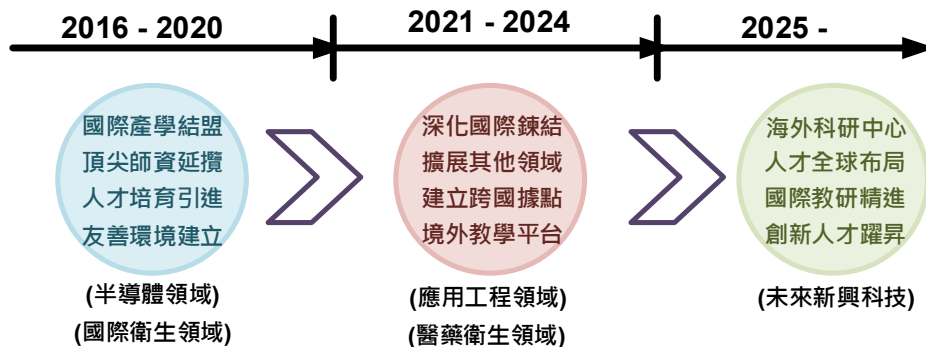 2016 - 2020
2021 - 2024
2025 -
國際產學結盟
頂尖師資延攬
人才培育引進
友善環境建立
(半導體領域)
(國際衛生領域)
深化國際鍊結
擴展其他領域
建立跨國據點
境外教學平台
(應用工程領域)
(醫藥衛生領域)
海外科研中心
人才全球布局
國際教研精進
創新人才躍昇
(未來新興科技)